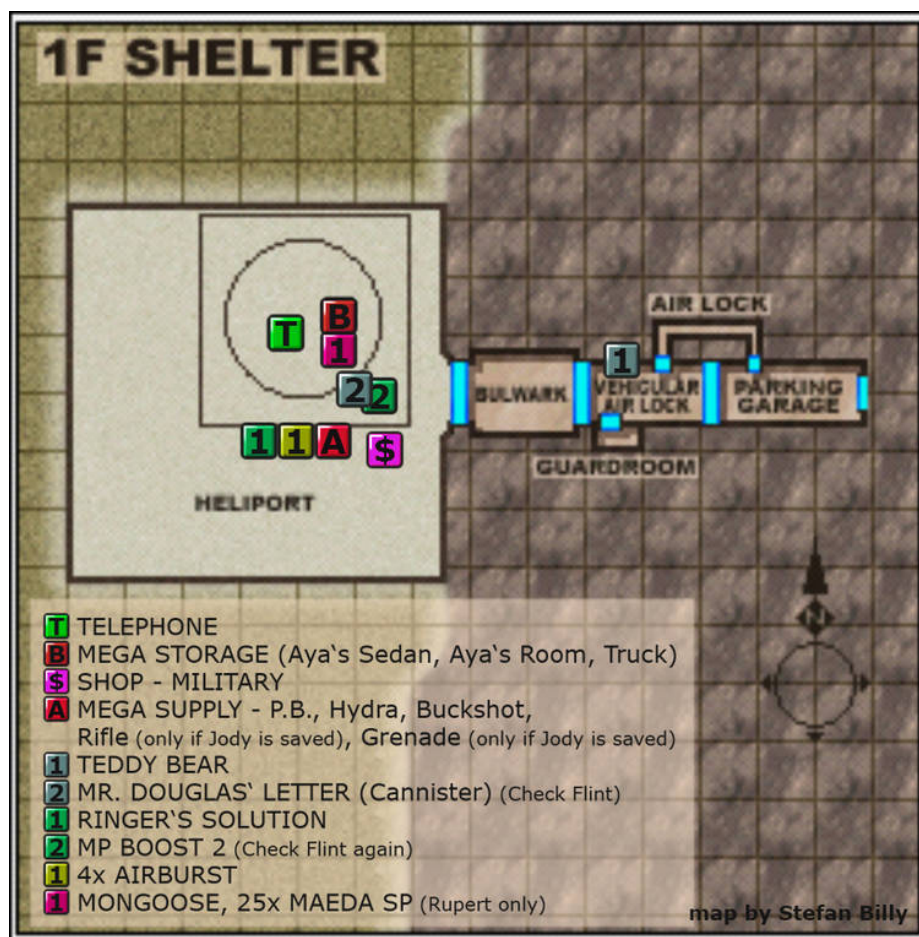 1F SHELTER
AIR LOCK
B
T
1
1
2 2
BULWARK
VEHICULAR
AIR LOCK
PARKING
GARAGE
1 1 A $
GUARDROOM
HELIPORT
N
T TELEPHONE
B MEGA STORAGE (Aya's Sedan, Aya's Room, Truck)
$ SHOP - MILITARY
A MEGA SUPPLY - P.B., Hydra, Buckshot,
Rifle (only if Jody is saved), Grenade (only if Jody is saved)
1 TEDDY BEAR
2 MR. DOUGLAS' LETTER (Cannister) (Check Flint)
1 RINGER'S SOLUTION
2 MP BOOST 2 (Check Flint again)
1 4x AIRBURST
1 MONGOOSE, 25x MAEDA SP (Rupert only)
map by Stefan Billy